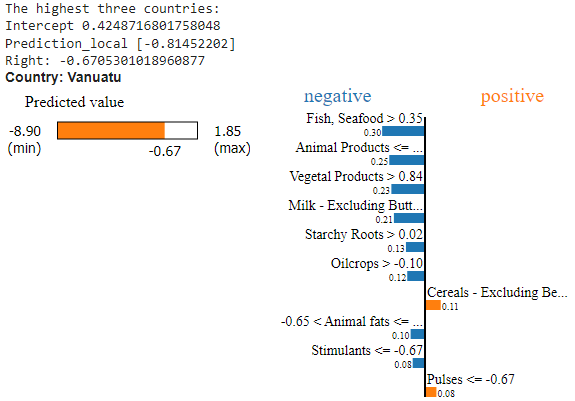 The highest three countries:
Intercept 0.4248716801758048
Prediction_local [-0.81452202]
Right: -0.6705301018960877
Country: Vanuatu
Predicted value
-8.90
(min)
1.85
(max)
-0.67
negative
positive
Fish, Seafood > 0.35
0.30
Animal Products <= ...
0.25
Vegetal Products > 0.84
0.23
Milk - Excluding Butt...
0.21
Starchy Roots > 0.02
0.13
Oilcrops > -0.10
0.12
Cereals - Excluding Be...
0.11
-0.65 < Animal fats <= ...
0.10
Stimulants <= -0.67
0.08
Pulses <= -0.67
0.08